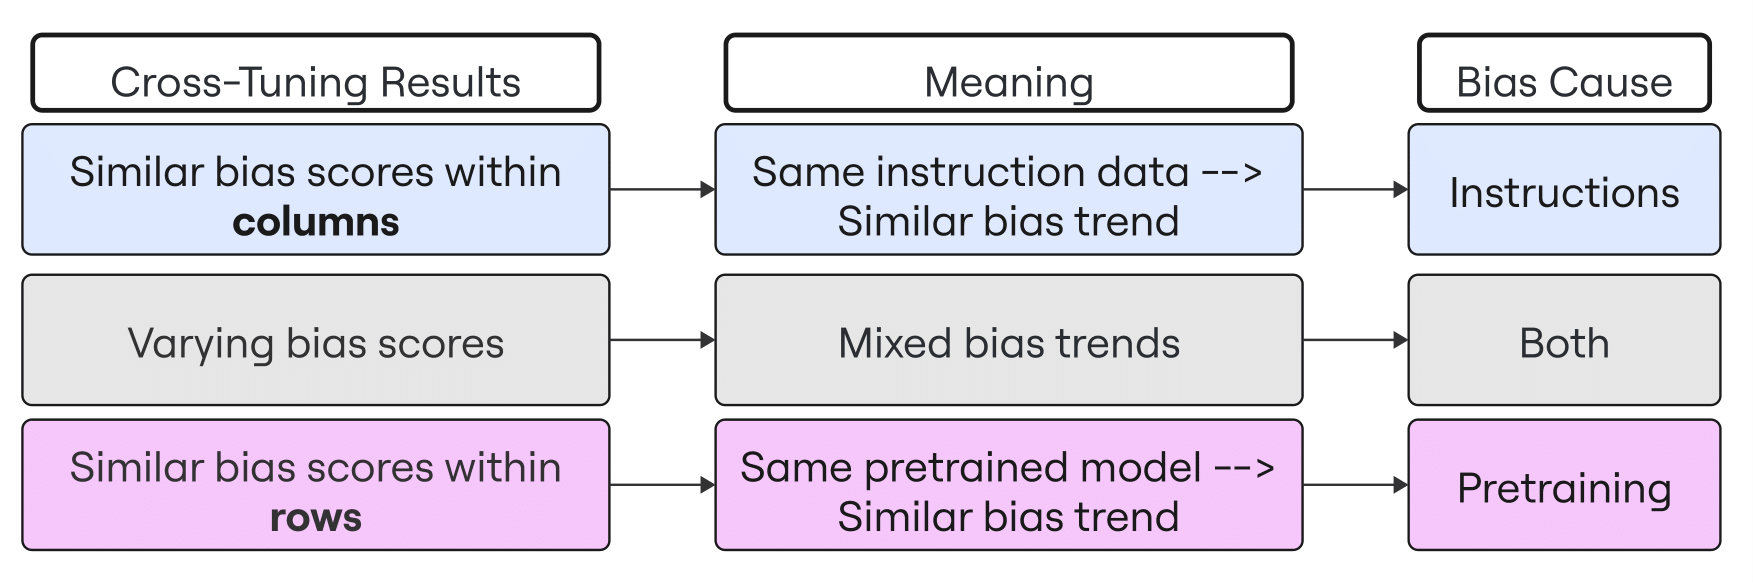 Cross-Tuning Results
Meaning
Bias Cause
Similar bias scores within
columns
Same instruction data -->
Similar bias trend
Instructions
Varying bias scores
Mixed bias trends
Both
Similar bias scores within
rows
Same pretrained model -->
Similar bias trend
Pretraining